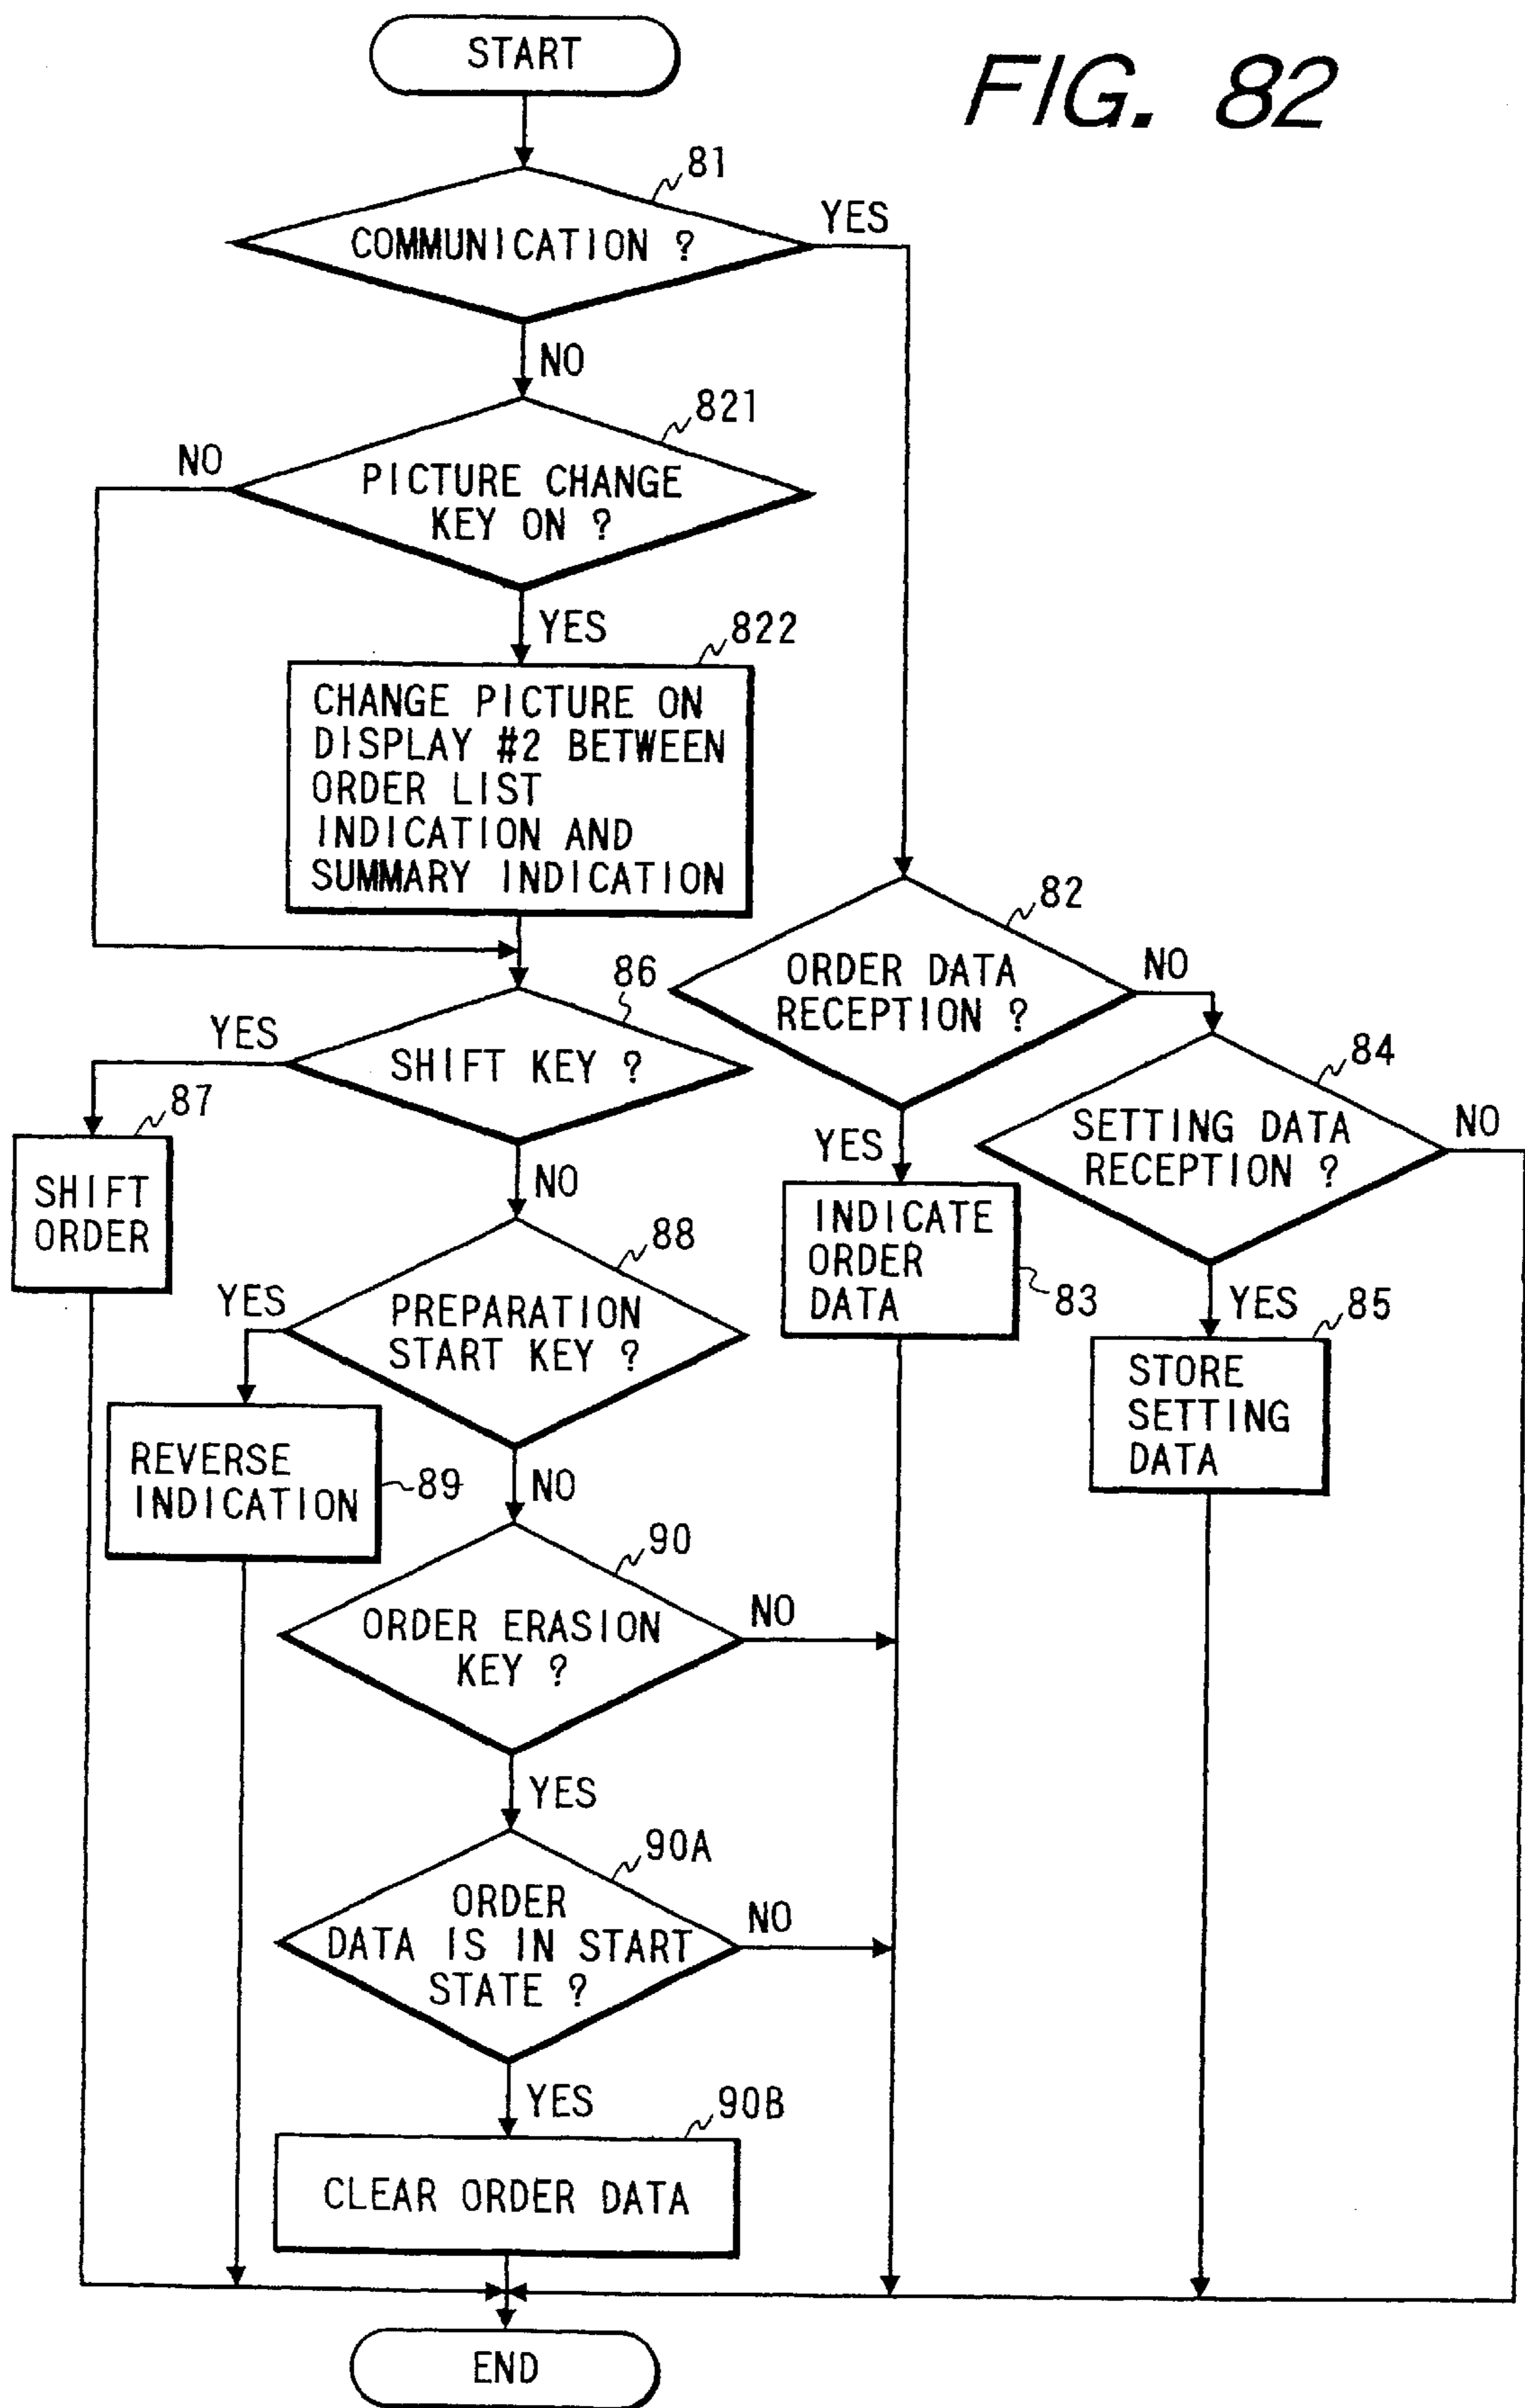 START
FIG. 82
81
COMMUNICATION ?
YES
NO
821
NO
PICTURE CHANGE
KEY ON ?
YES
822
CHANGE PICTURE ON
DISPLAY #2 BETWEEN
ORDER LIST
INDICATION AND
SUMMARY INDICATION
82
ORDER DATA
RECEPTION ?
NO
86
YES
SHIFT KEY ?
84
SETTING DATA
RECEPTION ?
NO
87
SHIFT
ORDER
NO
YES
INDICATE
ORDER
DATA
83
88
YES
PREPARATION
START KEY ?
YES
85
STORE
SETTING
DATA
REVERSE
INDICATION
89
NO
90
ORDER ERASION
KEY ?
NO
YES
90A
ORDER
DATA IS IN START
STATE ?
NO
YES
90B
CLEAR ORDER DATA
END